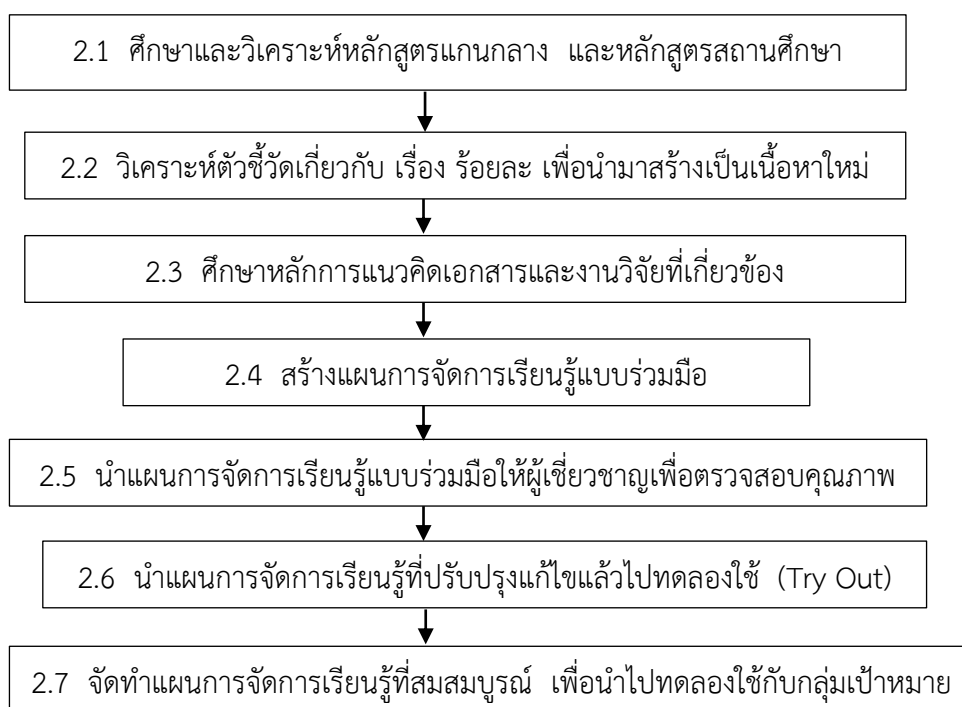 2.1 ศึกษาและวิเคราะห์หลักสูตรแกนกลาง และหลักสูตรสถานศึกษา
2.2 วิเคราะห์ตัวชี้วัดเกี่ยวกับ เรื่อง ร้อยละ เพื่อนำมาสร้างเป็นเนื้อหาใหม่
2.3 ศึกษาหลักการแนวคิดเอกสารและงานวิจัยที่เกี่ยวข้อง
2.4 สร้างแผนการจัดการเรียนรู้แบบร่วมมือ
2.5 นำแผนการจัดการเรียนรู้แบบร่วมมือให้ผู้เชี่ยวชาญเพื่อตรวจสอบคุณภาพ
2.6 นำแผนการจัดการเรียนรู้ที่ปรับปรุงแก้ไขแล้วไปทดลองใช้ (Try Out)
2.7 จัดทำแผนการจัดการเรียนรู้ที่สมสมบูรณ์ เพื่อนำไปทดลองใช้กับกลุ่มเป้าหมาย